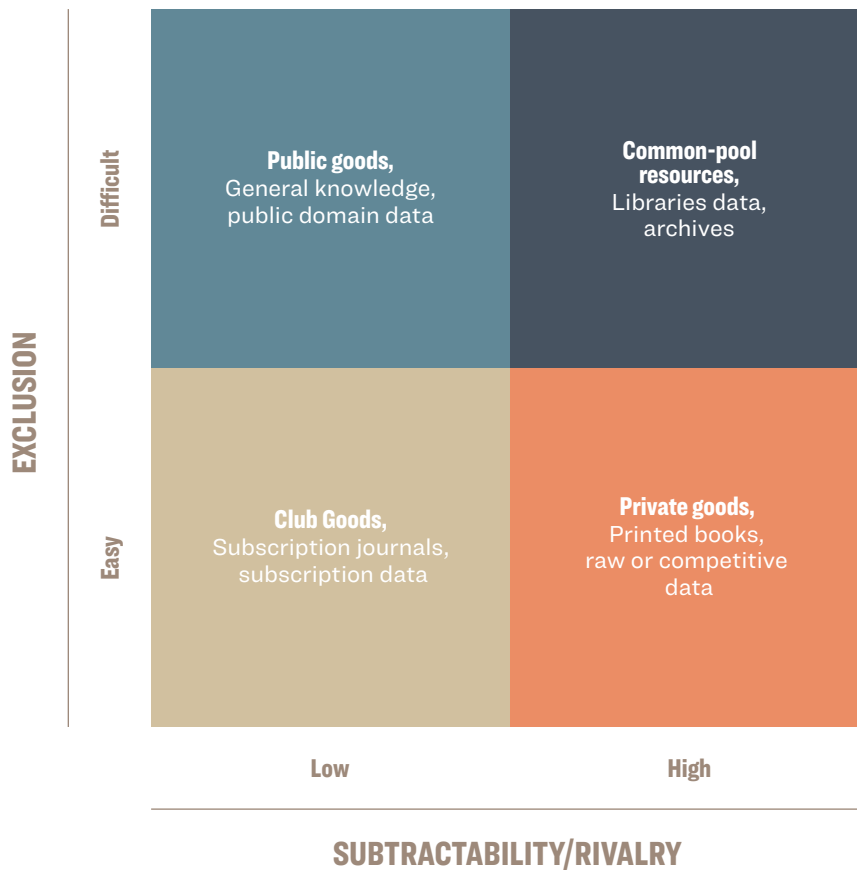 EXCLUSION
Difficult
Public goods,
General knowledge,
public domain data
Common-pool
resources,
Libraries data,
archives
Easy
Club Goods,
Subscription journals,
subscription data
Private goods,
Printed books,
raw or competitive
data
Low
High
SUBTRACTABILITY/RIVALRY